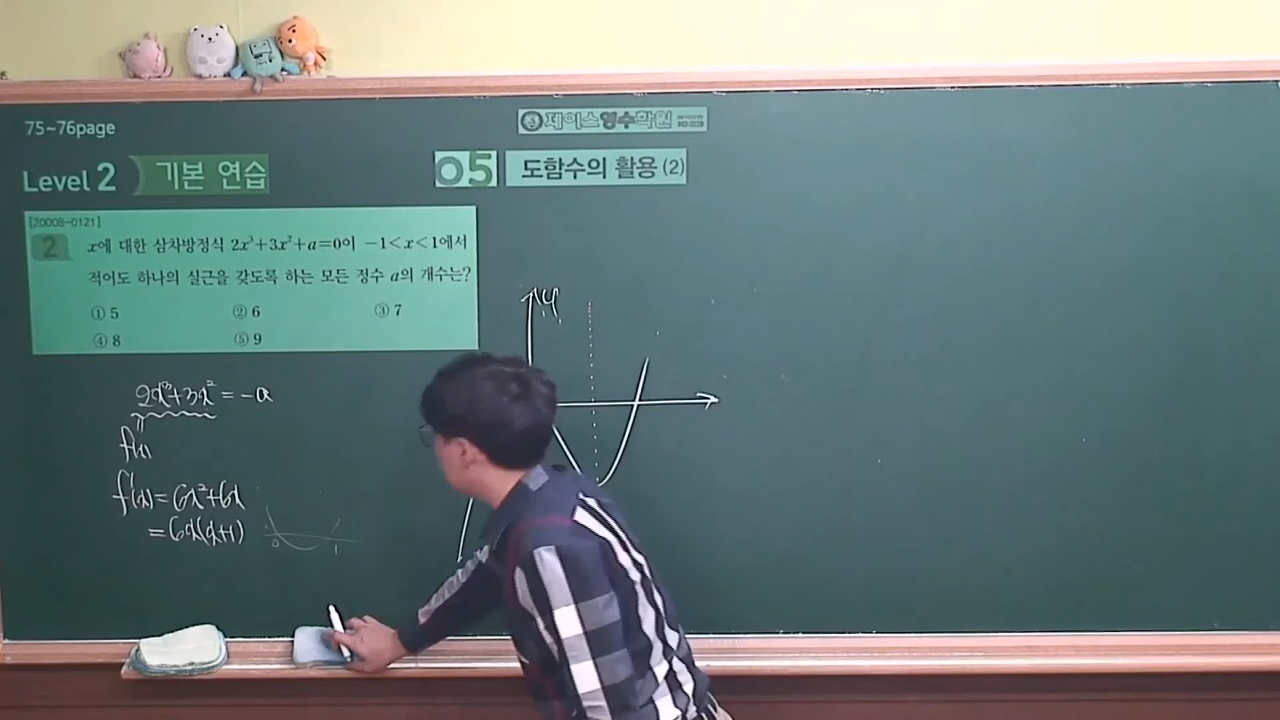 75~76page
제이스영수학원
Level 2 기본 연습
05 도함수의 활용 (2)
[20008-0121]
2 x에 대한 삼차방정식 2x³+3x²+a=0이 -1<x<1에서
적어도 하나의 실근을 갖도록 하는 모든 정수 a의 개수는?
① 5 ② 6 ③ 7
④ 8 ⑤ 9
y
2x³+3x² = -a
f(x)
f'(x) = 6x²+6x
= 6x(x+1)
0 1